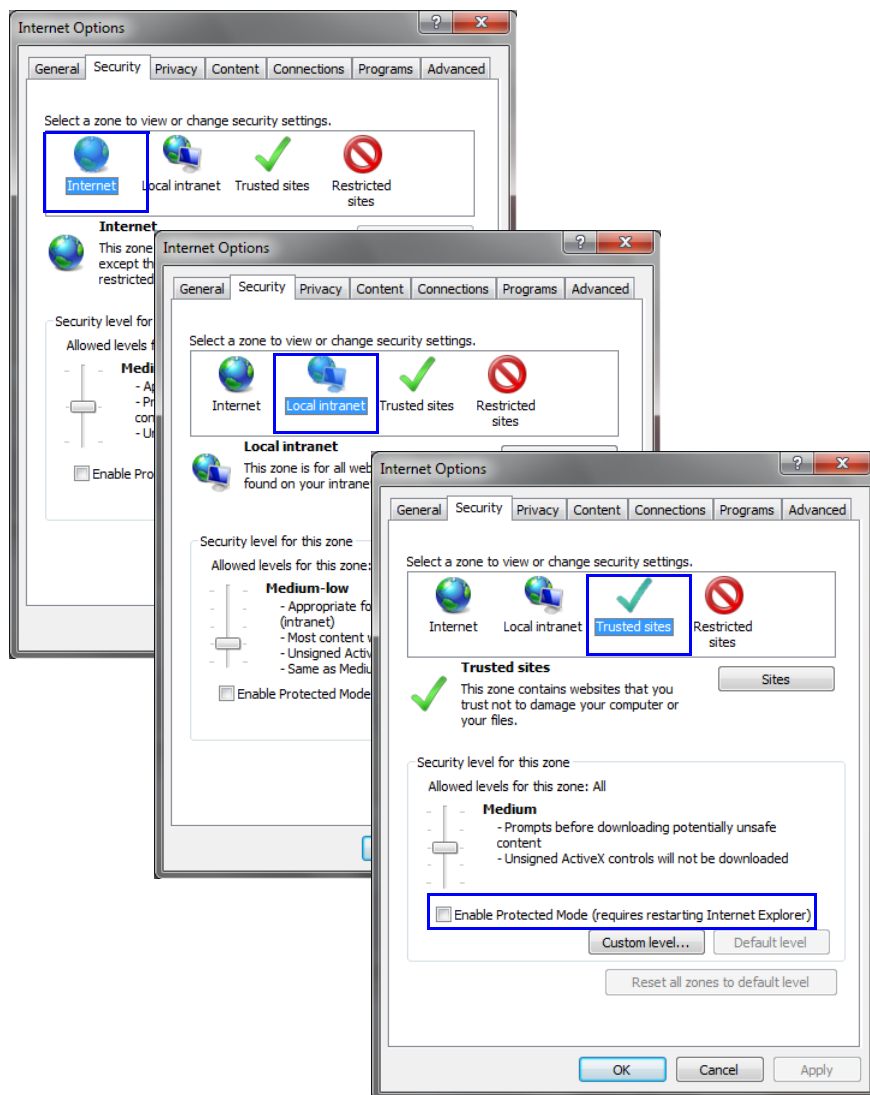 Internet Options
General Security Privacy Content Connections Programs Advanced
Select a zone to view or change security settings.
Internet Local intranet Trusted sites Restricted sites
Internet
This zone
except
restricted
Security level for
Allowed levels
Enable
Internet Options
General Security Privacy Content Connections Programs Advanced
Select a zone to view or change security settings.
Internet Local intranet Trusted sites Restricted sites
Local intranet
This zone is for all
found on your
Security level for this zone
Allowed levels for this zone:
Medium-low
- Appropriate
(intranet)
- Most content
- Unsigned
- Same as
Enable Protected Mode
Internet Options
General Security Privacy Content Connections Programs Advanced
Select a zone to view or change security settings.
Internet Local intranet Trusted sites Restricted sites
Trusted sites
This zone contains websites that you
trust not to damage your computer or
your files.
Sites
Security level for this zone
Allowed levels for this zone: All
Medium
- Prompts before downloading potentially unsafe
content
- Unsigned ActiveX controls will not be downloaded
Enable Protected Mode (requires restarting Internet Explorer)
Custom level... Default level
Reset all zones to default level
OK Cancel Apply